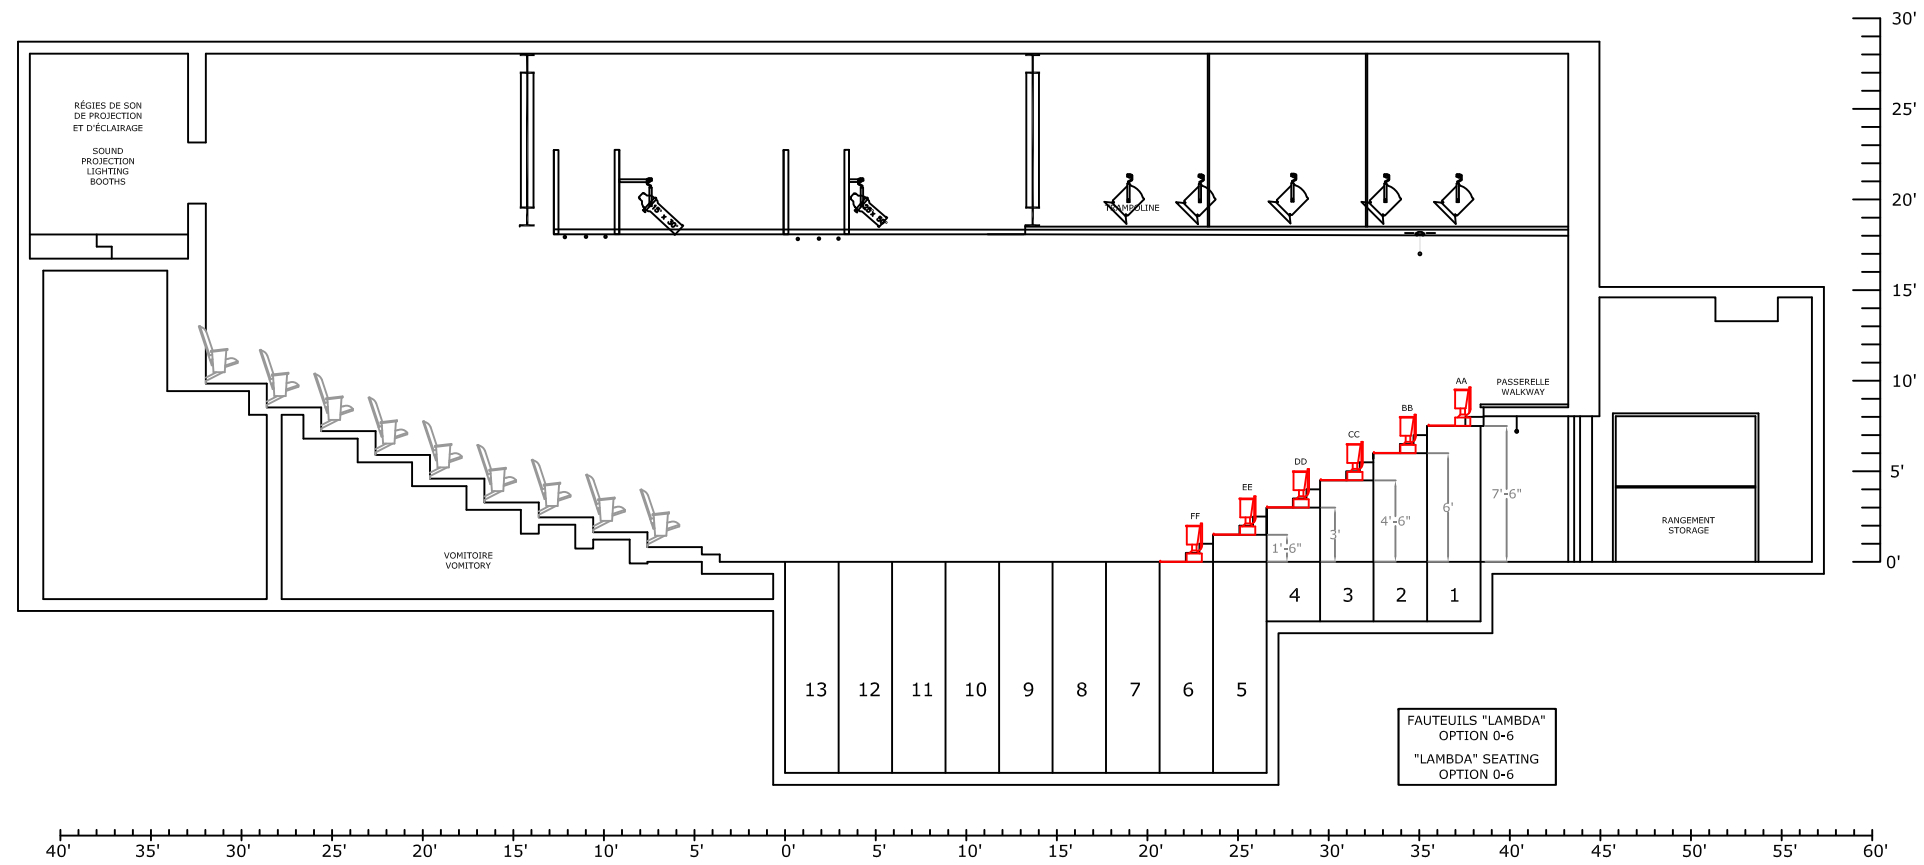 30'
25'
20'
15'
10'
5'
0'
RÉGIES DE SON
DE PROJECTION
ET D'ÉCLAIRAGE
SOUND
PROJECTION
LIGHTING
BOOTHS
15° x 30°
25 x 50
TRAMPOLINE
AA
BB
CC
DD
EE
FF
PASSERELLE
WALKWAY
7'-6"
6'
4'-6"
3'
1'-6"
RANGEMENT
STORAGE
VOMITOIRE
VOMITORY
4
3
2
1
13
12
11
10
9
8
7
6
5
FAUTEUILS "LAMBDA"
OPTION 0-6
"LAMBDA" SEATING
OPTION 0-6
40' 35' 30' 25' 20' 15' 10' 5' 0' 5' 10' 15' 20' 25' 30' 35' 40' 45' 50' 55' 60'